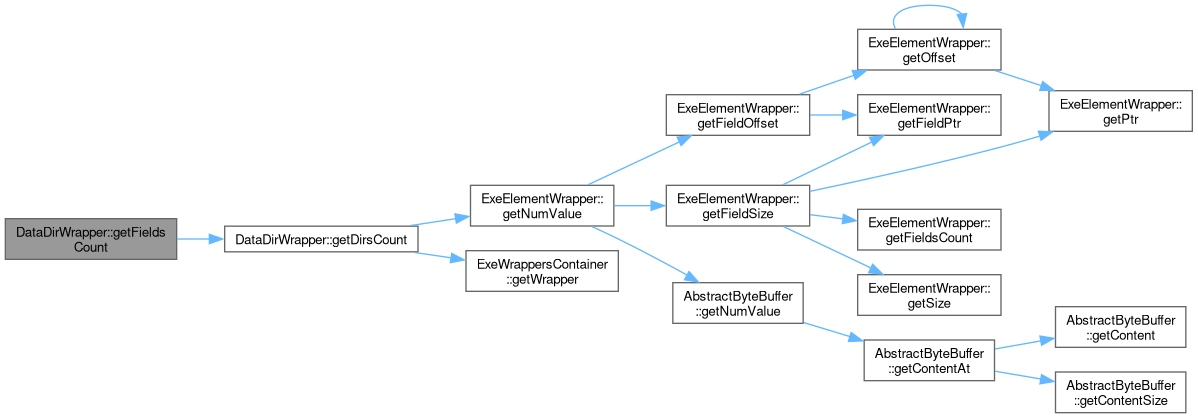 DataDirWrapper::getFields
Count
DataDirWrapper::getDirsCount
ExeElementWrapper::
getNumValue
ExeWrappersContainer
::getWrapper
ExeElementWrapper::
getFieldOffset
ExeElementWrapper::
getFieldSize
AbstractByteBuffer
::getNumValue
ExeElementWrapper::
getOffset
ExeElementWrapper::
getFieldPtr
ExeElementWrapper::
getFieldsCount
ExeElementWrapper::
getSize
AbstractByteBuffer
::getContentAt
ExeElementWrapper::
getPtr
AbstractByteBuffer
::getContent
AbstractByteBuffer
::getContentSize